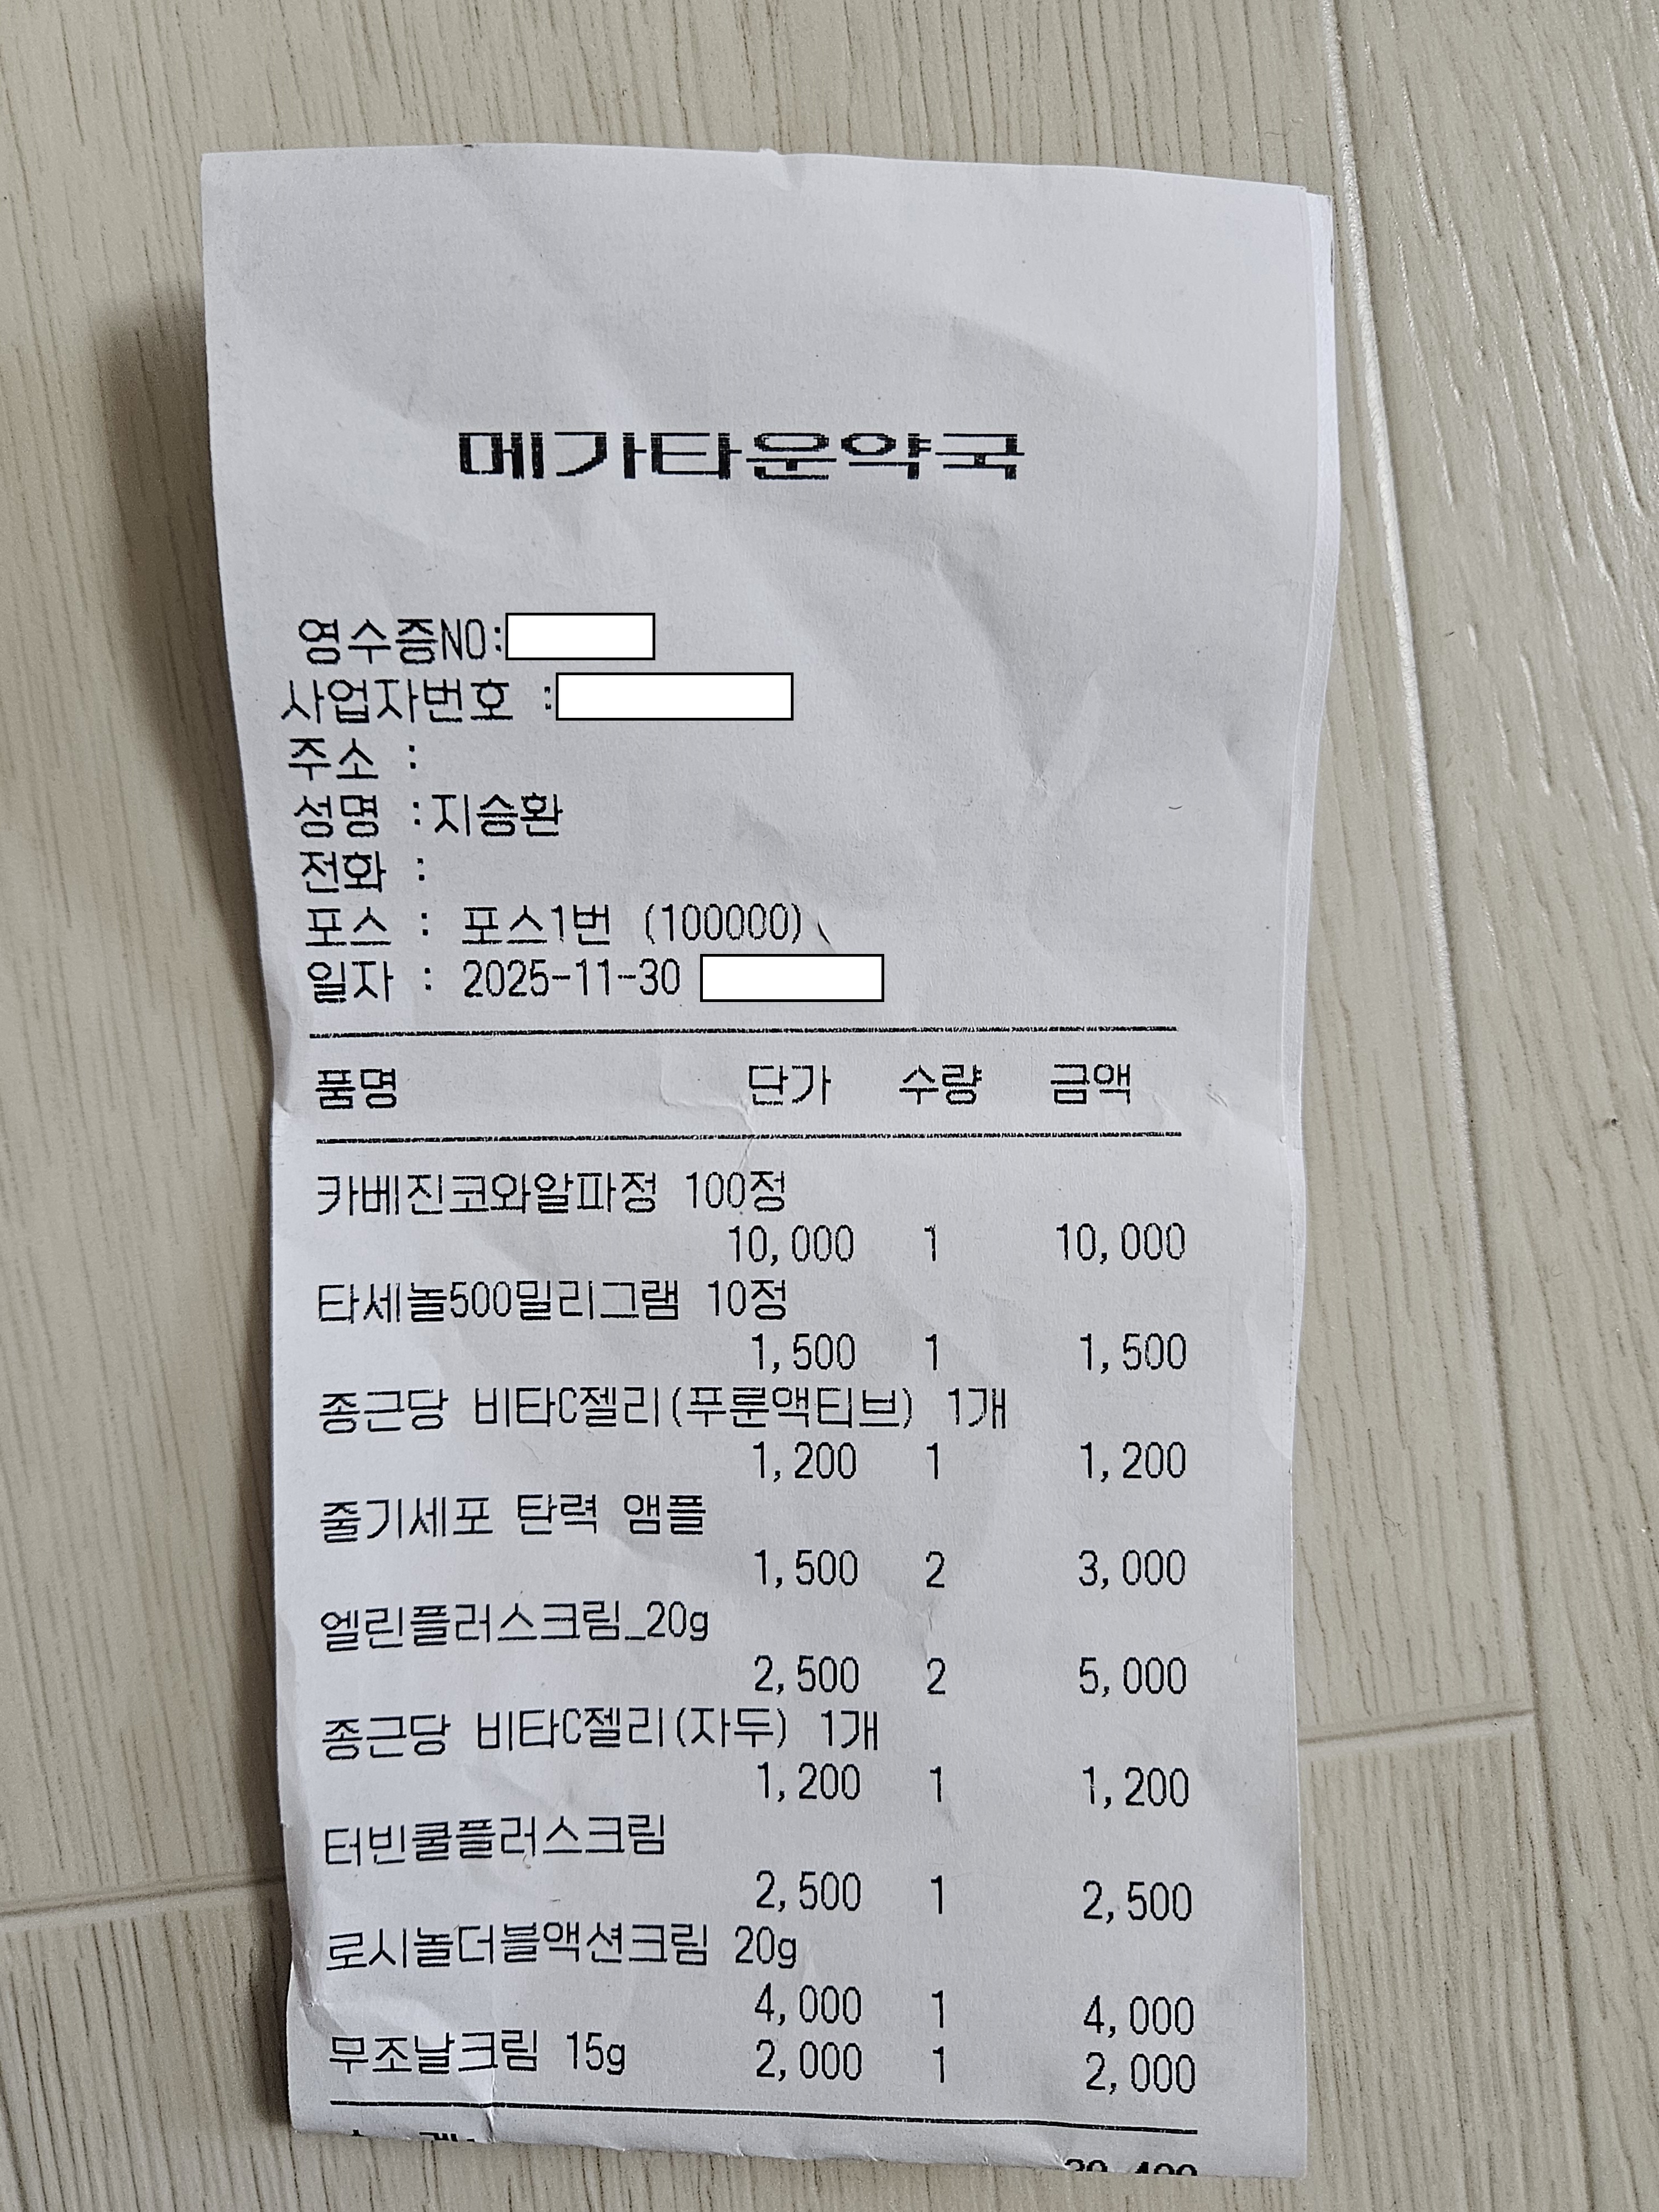 메가타운약국
영수증NO:
사업자번호 :
주소 :
성명 :지승환
전화 :
포스 : 포스1번 (100000)
일자 : 2025-11-30
품명 단가 수량 금액
카베진코와알파정 100정
10,000 1 10,000
타세놀500밀리그램 10정
1,500 1 1,500
종근당 비타C젤리(푸룬액티브) 1개
1,200 1 1,200
줄기세포 탄력 앰플
1,500 2 3,000
엘린플러스크림_20g
2,500 2 5,000
종근당 비타C젤리(자두) 1개
1,200 1 1,200
터빈쿨플러스크림
2,500 1 2,500
로시놀더블액션크림 20g
4,000 1 4,000
무조날크림 15g 2,000 1 2,000